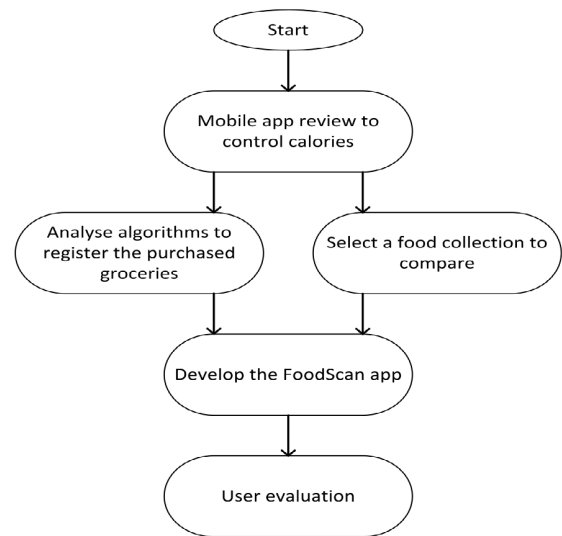 Start
Mobile app review to
control calories
Analyse algorithms to
register the purchased
groceries
Select a food collection to
compare
Develop the FoodScan app
User evaluation